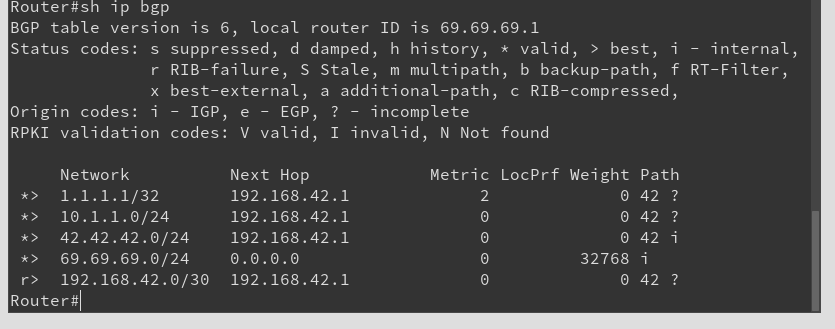 Router#sh ip bgp
BGP table version is 6, local router ID is 69.69.69.1
Status codes: s suppressed, d damped, h history, * valid, > best, i - internal,
              r RIB-failure, S Stale, m multipath, b backup-path, f RT-Filter,
              x best-external, a additional-path, c RIB-compressed,
Origin codes: i - IGP, e - EGP, ? - incomplete
RPKI validation codes: V valid, I invalid, N Not found

     Network          Next Hop            Metric LocPrf Weight Path
 *>  1.1.1.1/32       192.168.42.1             2             0 42 ?
 *>  10.1.1.0/24      192.168.42.1             0             0 42 ?
 *>  42.42.42.0/24    192.168.42.1             0             0 42 i
 *>  69.69.69.0/24    0.0.0.0                  0         32768 i
 r>  192.168.42.0/30  192.168.42.1             0             0 42 ?
Router#